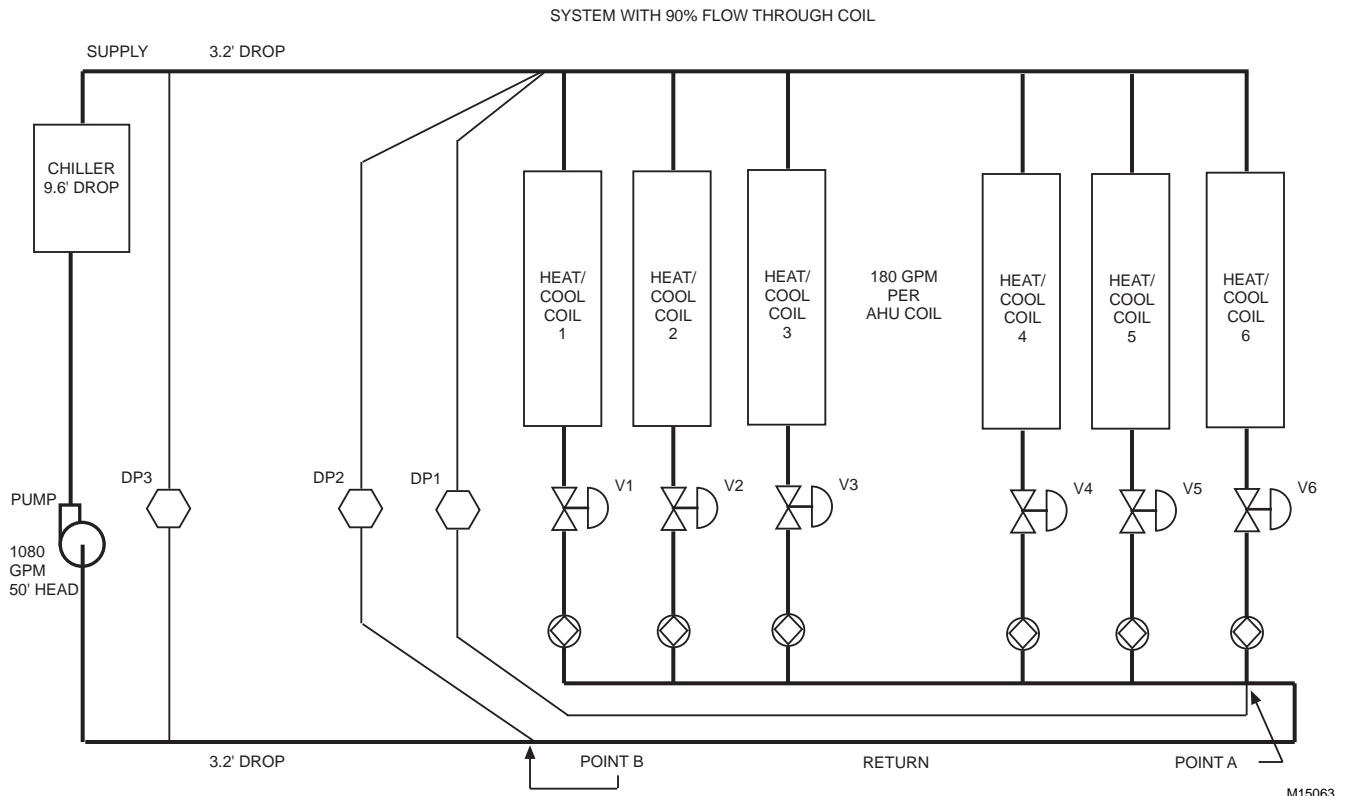 SYSTEM WITH 90% FLOW THROUGH COIL
SUPPLY
3.2' DROP
CHILLER
9.6' DROP
HEAT/
COOL
COIL
1
HEAT/
COOL
COIL
2
HEAT/
COOL
COIL
3
180 GPM
PER
AHU COIL
HEAT/
COOL
COIL
4
HEAT/
COOL
COIL
5
HEAT/
COOL
COIL
6
DP3
DP2
DP1
V1
V2
V3
V4
V5
V6
PUMP
1080
GPM
50' HEAD
3.2' DROP
POINT B
RETURN
POINT A
M15063